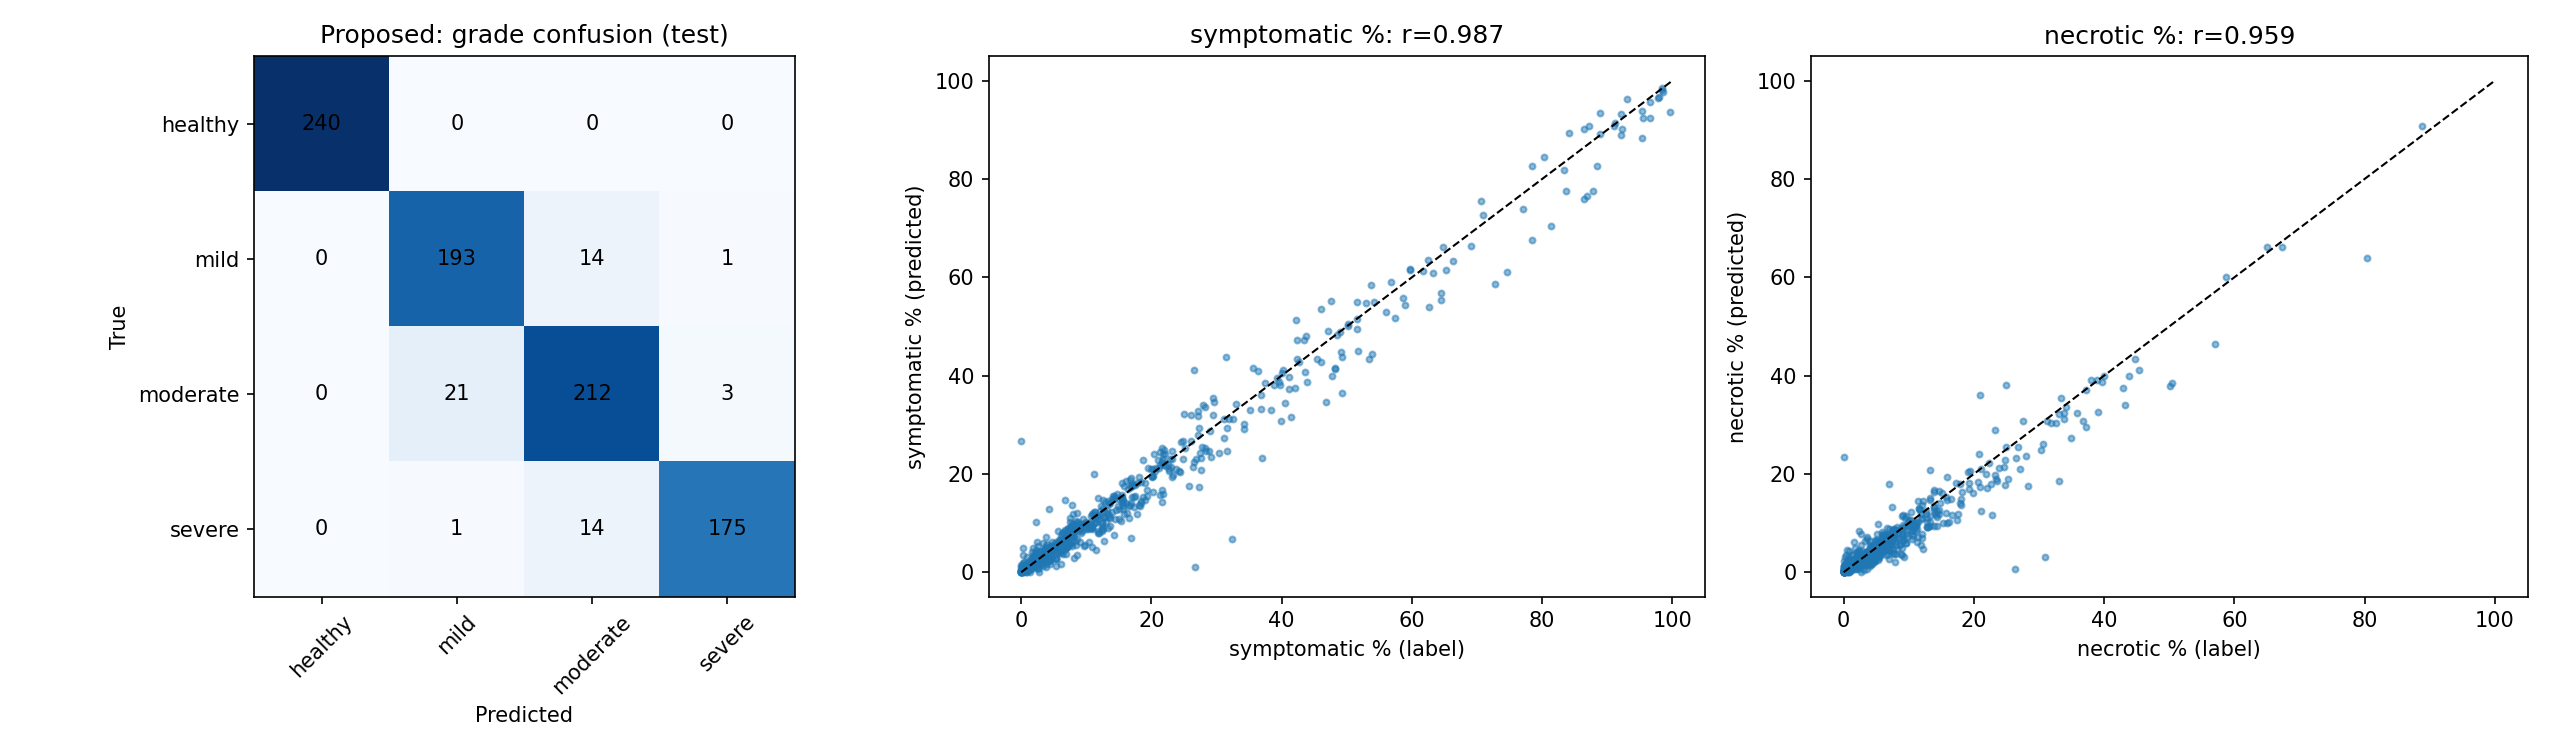 Proposed: grade confusion (test)
healthy
240 0 0 0
mild
0 193 14 1
moderate
0 21 212 3
severe
0 1 14 175
True
healthy mild moderate severe
Predicted
symptomatic %: r=0.987
symptomatic % (predicted)
100
80
60
40
20
0
0 20 40 60 80 100
symptomatic % (label)
necrotic %: r=0.959
necrotic % (predicted)
100
80
60
40
20
0
0 20 40 60 80 100
necrotic % (label)